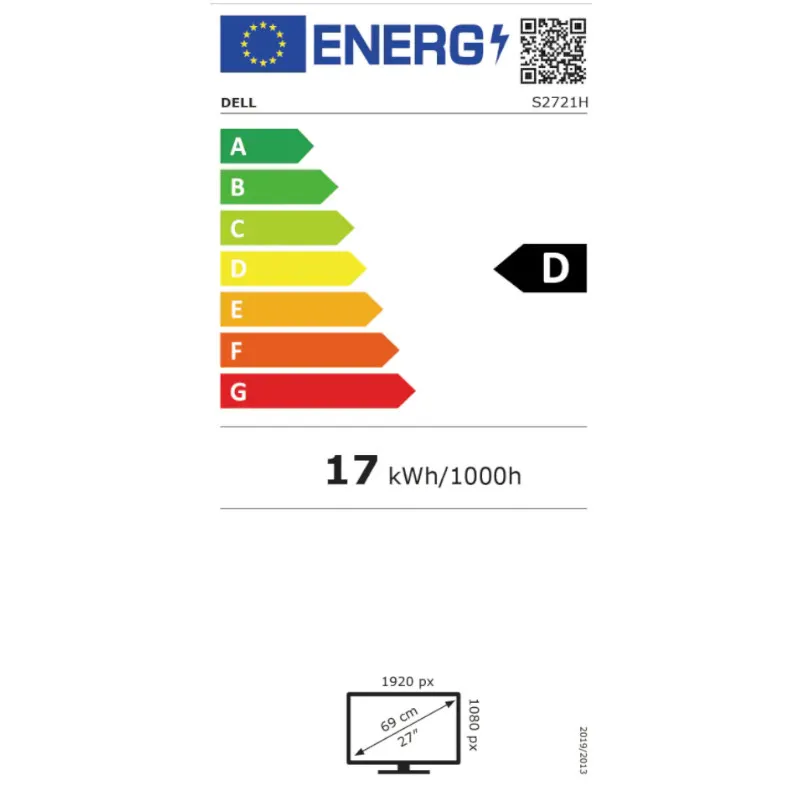 ENERG
DELL
S2721H
A
B
C
D
D
E
F
G
17 kWh/1000h
1920 px
1080 px
69 cm
27"
2019/2013